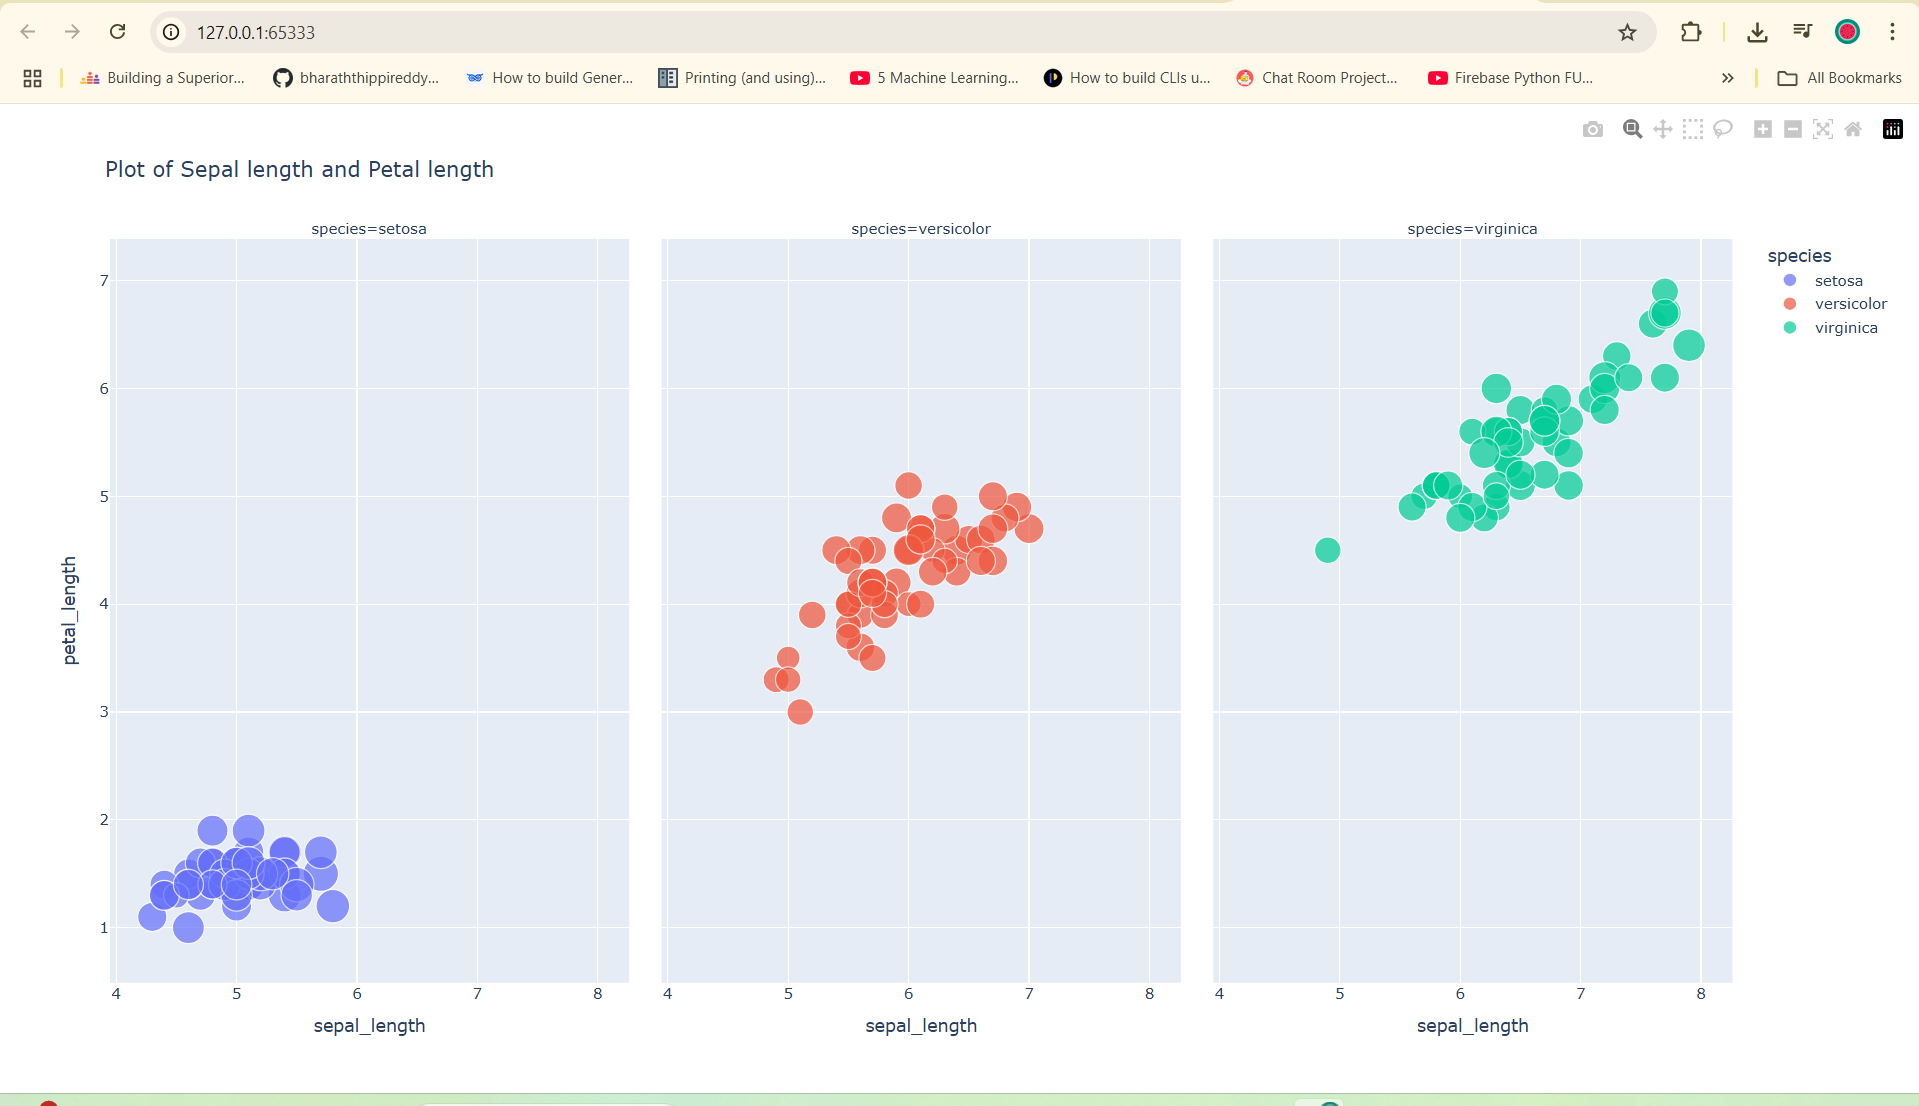 127.0.0.1:65333
Building a Superior...
bharaththippireddy...
How to build Gener...
Printing (and using)...
5 Machine Learning...
How to build CLIs u...
Chat Room Project...
Firebase Python FU...
All Bookmarks
Plot of Sepal length and Petal length
species=setosa
species=versicolor
species=virginica
species
setosa
versicolor
virginica
petal_length
7
6
5
4
3
2
1
4 5 6 7 8
4 5 6 7 8
4 5 6 7 8
sepal_length
sepal_length
sepal_length